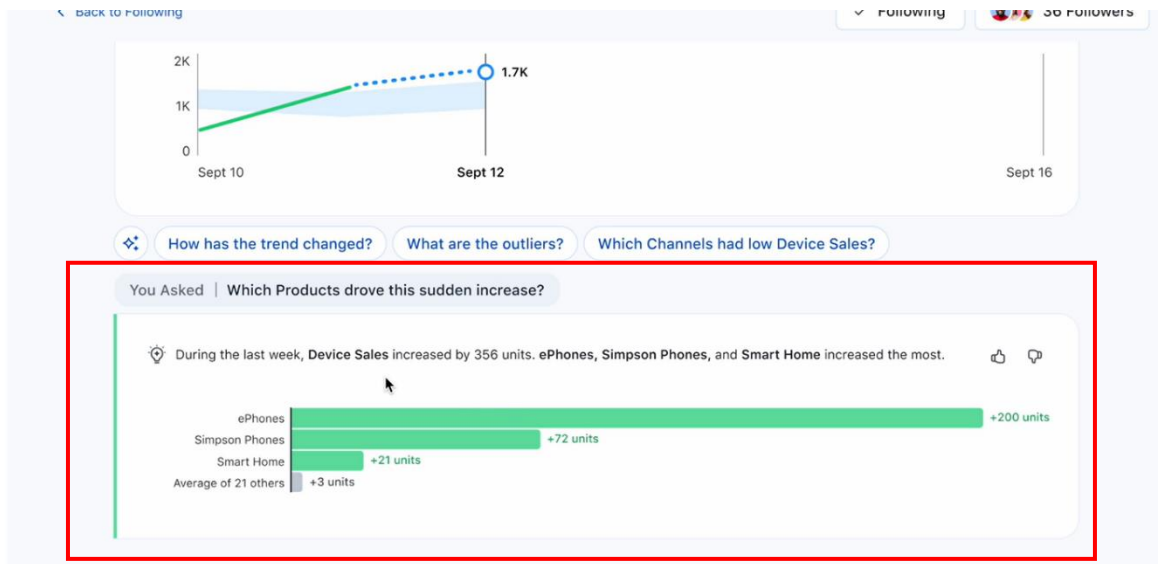 Back to Following
Following
36 Followers
2K
1.7K
1K
0
Sept 10
Sept 12
Sept 16
How has the trend changed?
What are the outliers?
Which Channels had low Device Sales?
You Asked | Which Products drove this sudden increase?
During the last week, Device Sales increased by 356 units. ePhones, Simpson Phones, and Smart Home increased the most.
ePhones
+200 units
Simpson Phones
+72 units
Smart Home
+21 units
Average of 21 others
+3 units